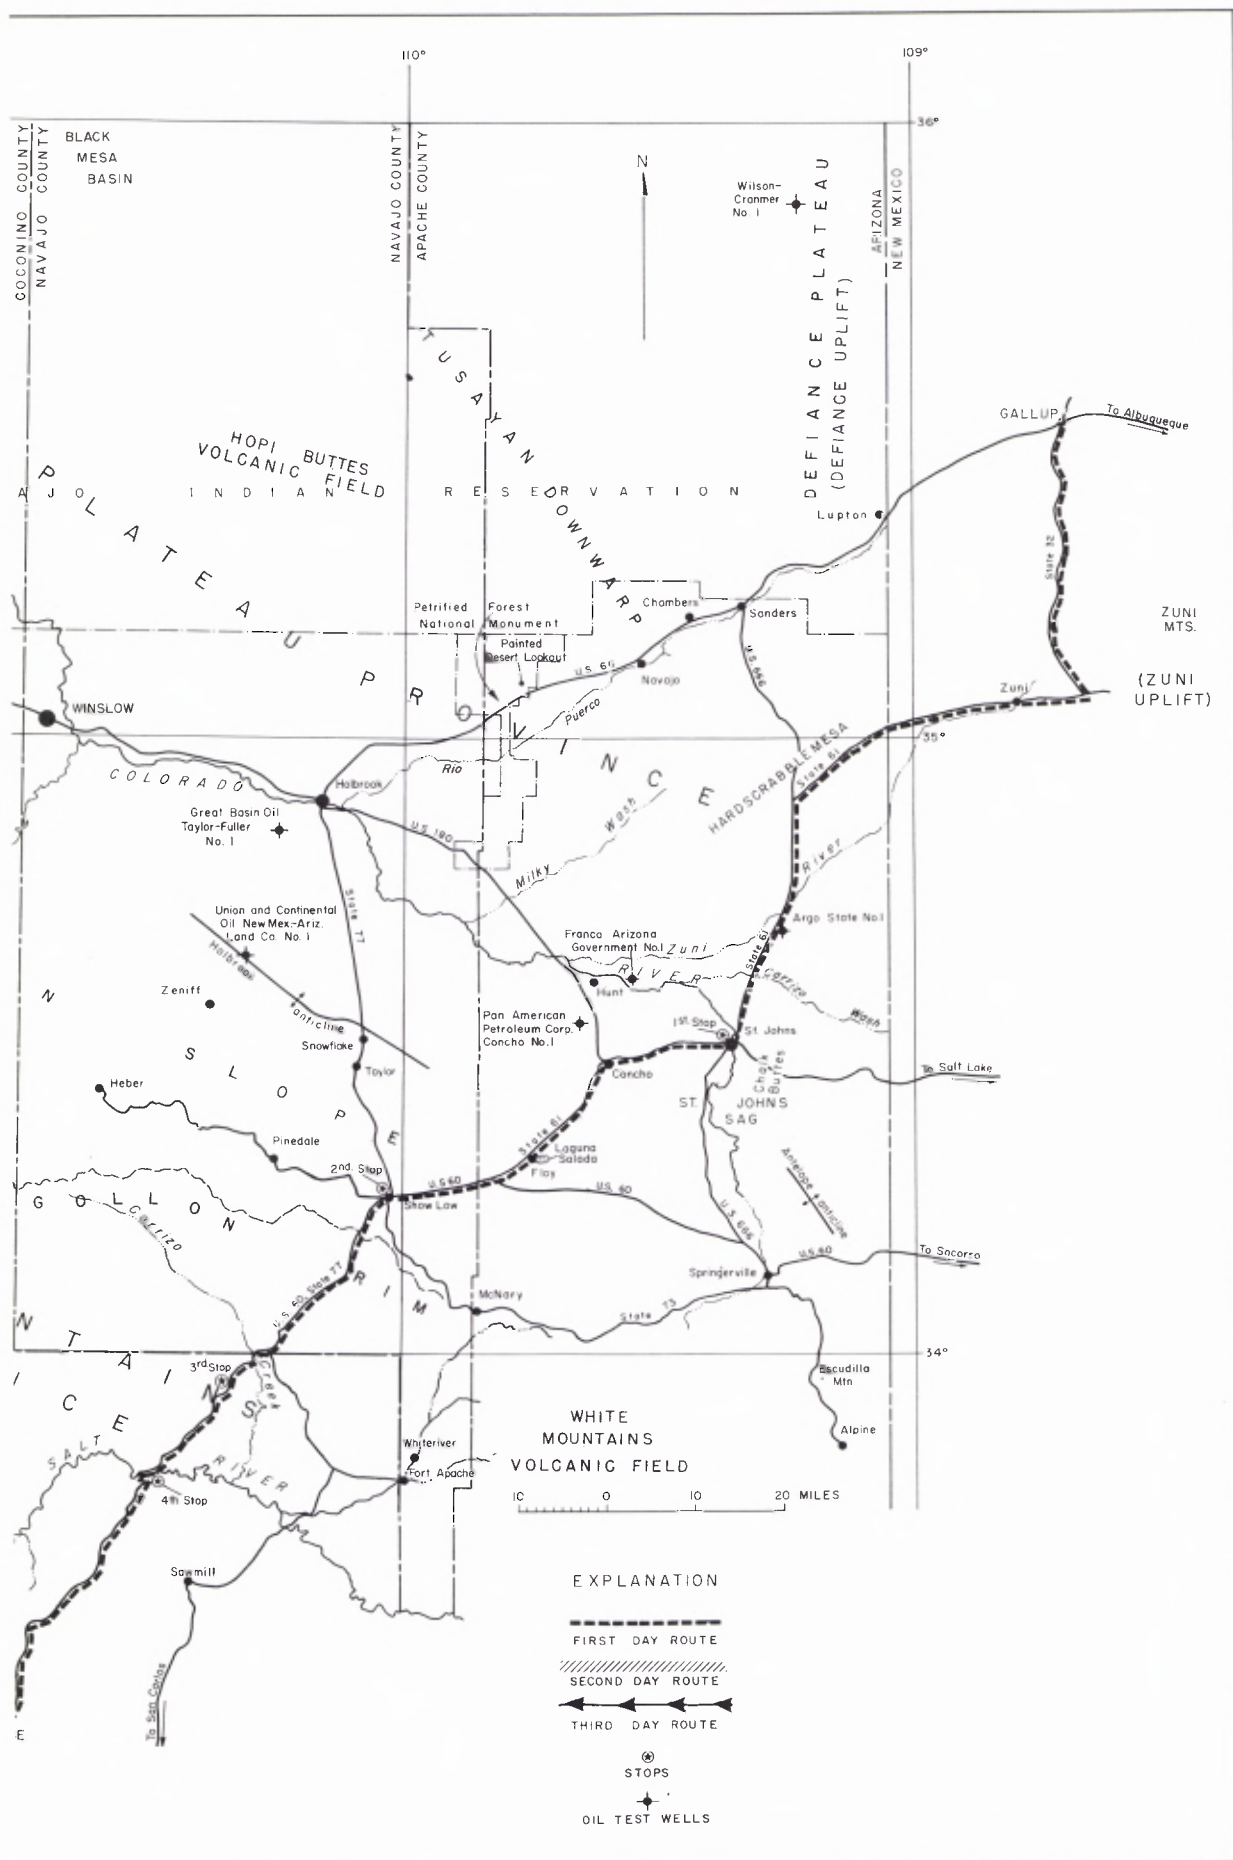 110°
109°
36°
COCONINO COUNTY
NAVAJO COUNTY
BLACK
MESA
BASIN
NAVAJO COUNTY
APACHE COUNTY
N
Wilson-
Cranmer
No. 1
DEFIANCE PLATEAU
(DEFIANCE UPLIFT)
ARIZONA
NEW MEXICO
TUSAYAN DOWNWARP
GALLUP
To Albuqueque
HOPI BUTTES
VOLCANIC FIELD
AJO INDIAN RESERVATION
PLATEAU PROVINCE
Lupton
State 32
Petrified Forest
National Monument
Painted
Desert Lookout
Chambers
Sanders
ZUNI
MTS.
U.S. 66
Navajo
U.S. 666
Zuni
(ZUNI
UPLIFT)
WINSLOW
Puerco
35°
COLORADO
Rio
HARDSCRABBLE MESA
State 61
Holbrook
Great Basin Oil
Taylor-Fuller
No. 1
U.S. 180
Milky Wash
River
State 77
Union and Continental
Oil New Mex.-Ariz.
Land Co. No. 1
Holbrook
anticline
Franco Arizona
Government No. 1
Zuni
Argo State No. 1
State 61
RIVER
Carrizo
Wash
Zeniff
Hunt
N
SLOPE
Pan American
Petroleum Corp.
Concho No. 1
1st. Stop
St. Johns
Snowflake
Taylor
Concho
Chalk
Buttes
To Salt Lake
Heber
ST. JOHNS
SAG
Pinedale
State 61
Laguna
Salada
Floy
Antelope anticline
2nd. Stop
U.S. 60
U.S. 60
Show Low
GOLLON
RIM
Carrizo
U.S. 666
U.S. 60
To Socorro
Springerville
U.S. 60, State 77
McNary
State 73
NTAINS
34°
3rd Stop
Creek
ICE
Escudilla
Mtn
WHITE
MOUNTAINS
VOLCANIC FIELD
Alpine
SALT
RIVER
Whiteriver
Fort Apache
4th Stop
10 0 10 20 MILES
Sawmill
To San Carlos
E
EXPLANATION
FIRST DAY ROUTE
SECOND DAY ROUTE
THIRD DAY ROUTE
STOPS
OIL TEST WELLS